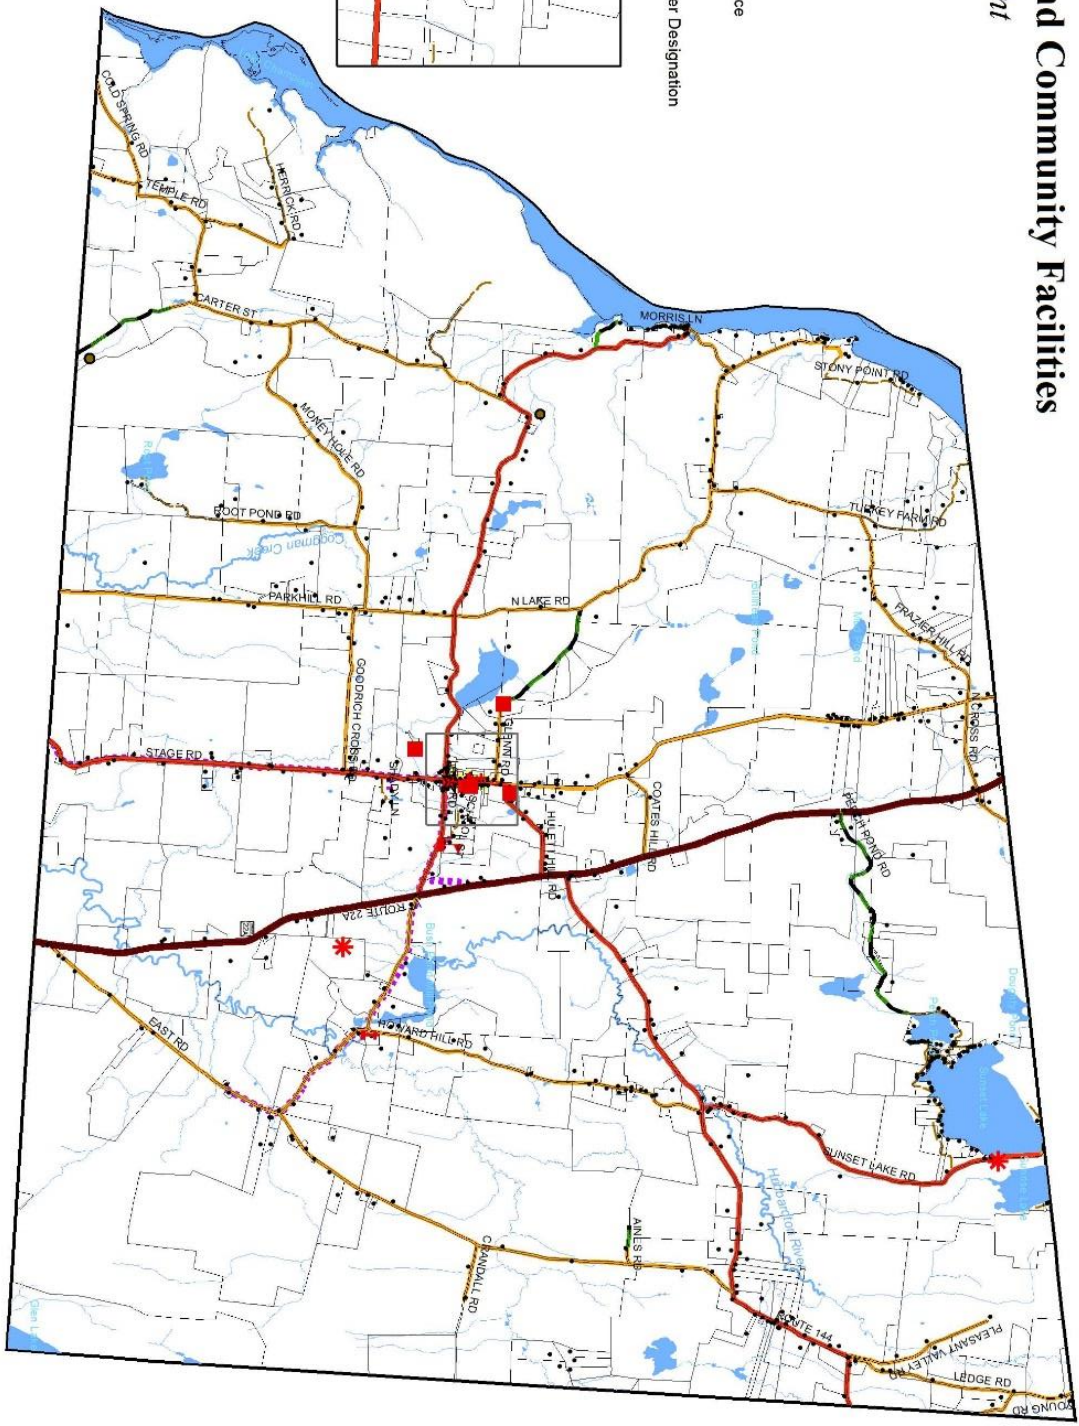 nd Community Facilities
nt
ce
er Designation
COLD SPRING RD
TEMPLE RD
HERRICK RD
CARTER ST
MORRIS LN
STONY POINT RD
MONEY HOLE RD
ROOT POND RD
Coggman Creek
TURKEY FARM RD
PARKHILL RD
N LAKE RD
FRAZIER HILL RD
GOODRICH CROSS RD
GLENN RD
N CROSS RD
STAGE RD
COATES HILL RD
HULETT HILL RD
PERCH POND RD
ROUTE 22A
22A
Sunset Lake
HOWARD HILL RD
EAST RD
SUNSET LAKE RD
Hubbardton River
AINES RD
CRANDALL RD
ROUTE 144
PLEASANT VALLEY RD
LEDGE RD
YOUNG RD